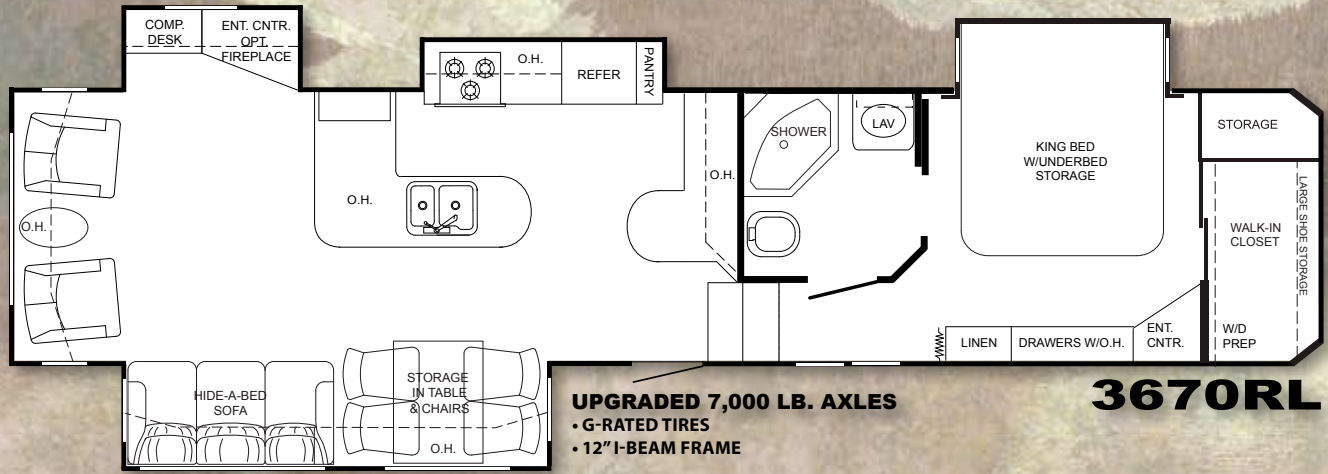 COMP.
DESK
ENT. CNTR.
OPT.
FIREPLACE
O.H.
REFER
PANTRY
SHOWER
LAV
KING BED
W/UNDERBED
STORAGE
STORAGE
O.H.
O.H.
O.H.
WALK-IN
CLOSET
LARGE SHOE STORAGE
W/D
PREP
LINEN
DRAWERS W/O.H.
ENT.
CNTR.
HIDE-A-BED
SOFA
STORAGE
IN TABLE
& CHAIRS
O.H.
UPGRADED 7,000 LB. AXLES
• G-RATED TIRES
• 12” I-BEAM FRAME
3670RL